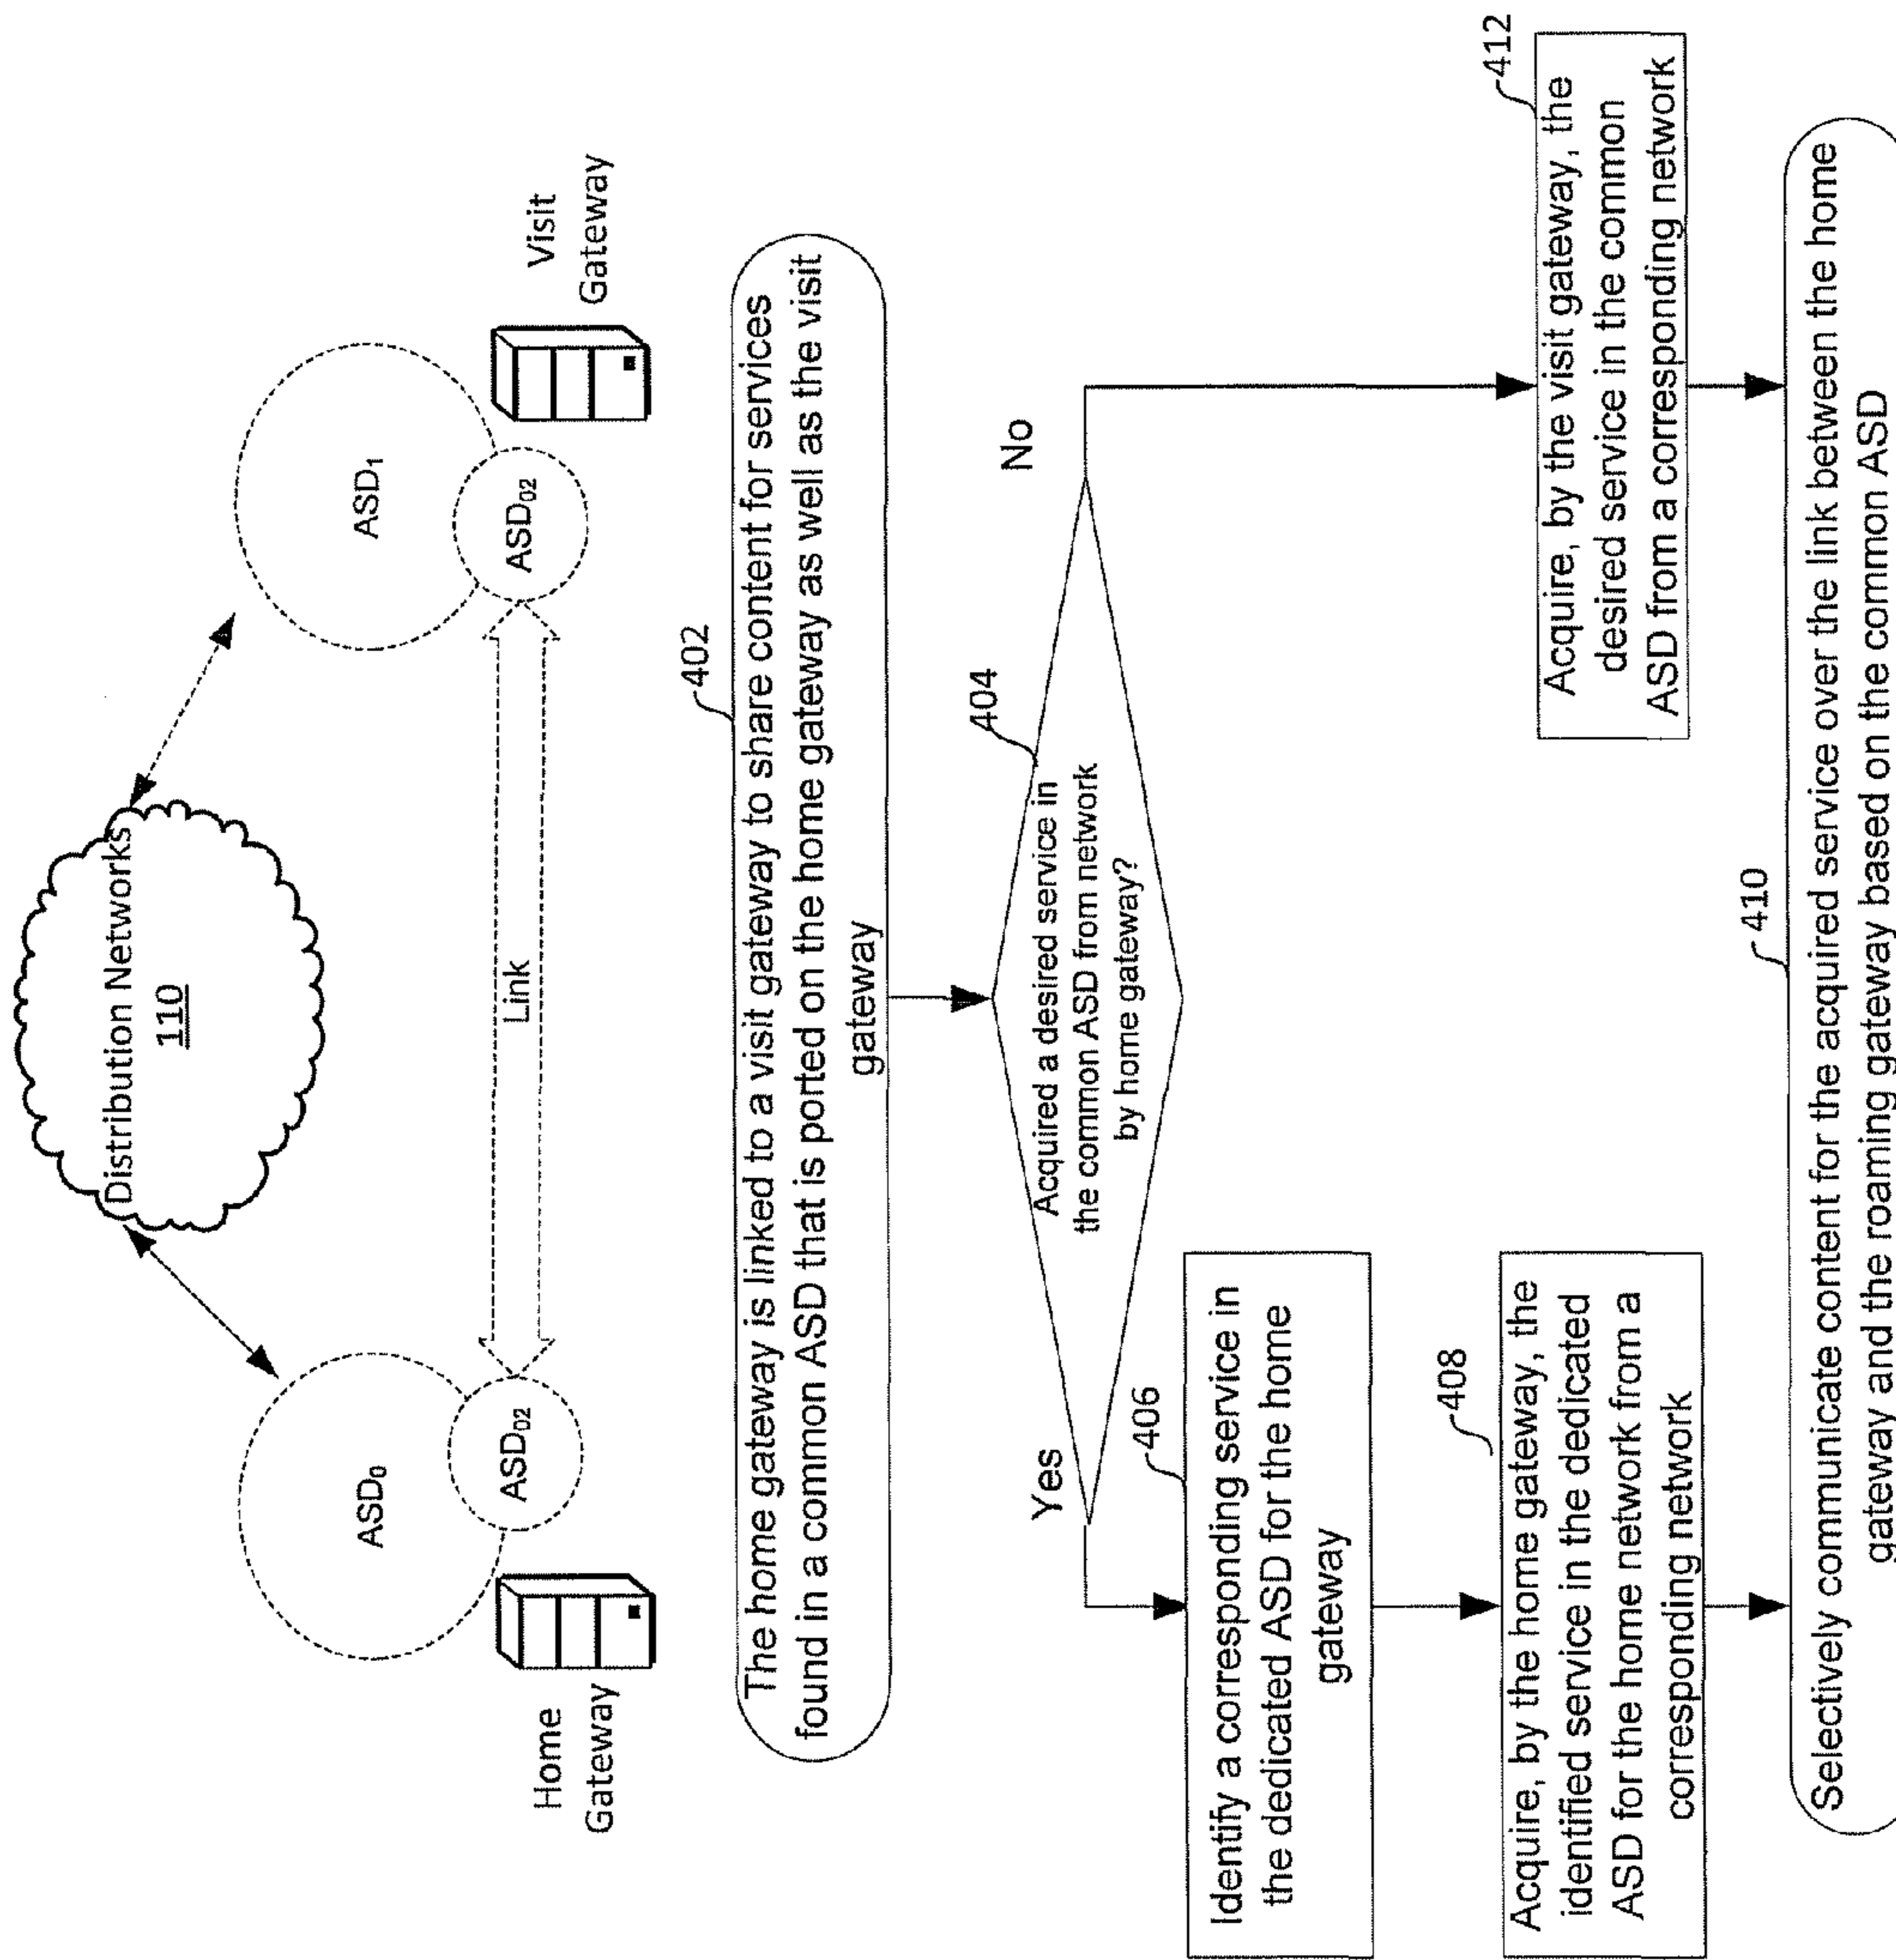 Distribution Networks
110
ASD0
ASD02
ASD1
ASD02
Link
Home
Gateway
Visit
Gateway
402
The home gateway is linked to a visit gateway to share content for services
found in a common ASD that is ported on the home gateway as well as the visit
gateway
404
Acquired a desired service in
the common ASD from network
by home gateway?
Yes
No
406
Identify a corresponding service in
the dedicated ASD for the home
gateway
408
Acquire, by the home gateway, the
identified service in the dedicated
ASD for the home network from a
corresponding network
412
Acquire, by the visit gateway, the
desired service in the common
ASD from a corresponding network
410
Selectively communicate content for the acquired service over the link between the home
gateway and the roaming gateway based on the common ASD